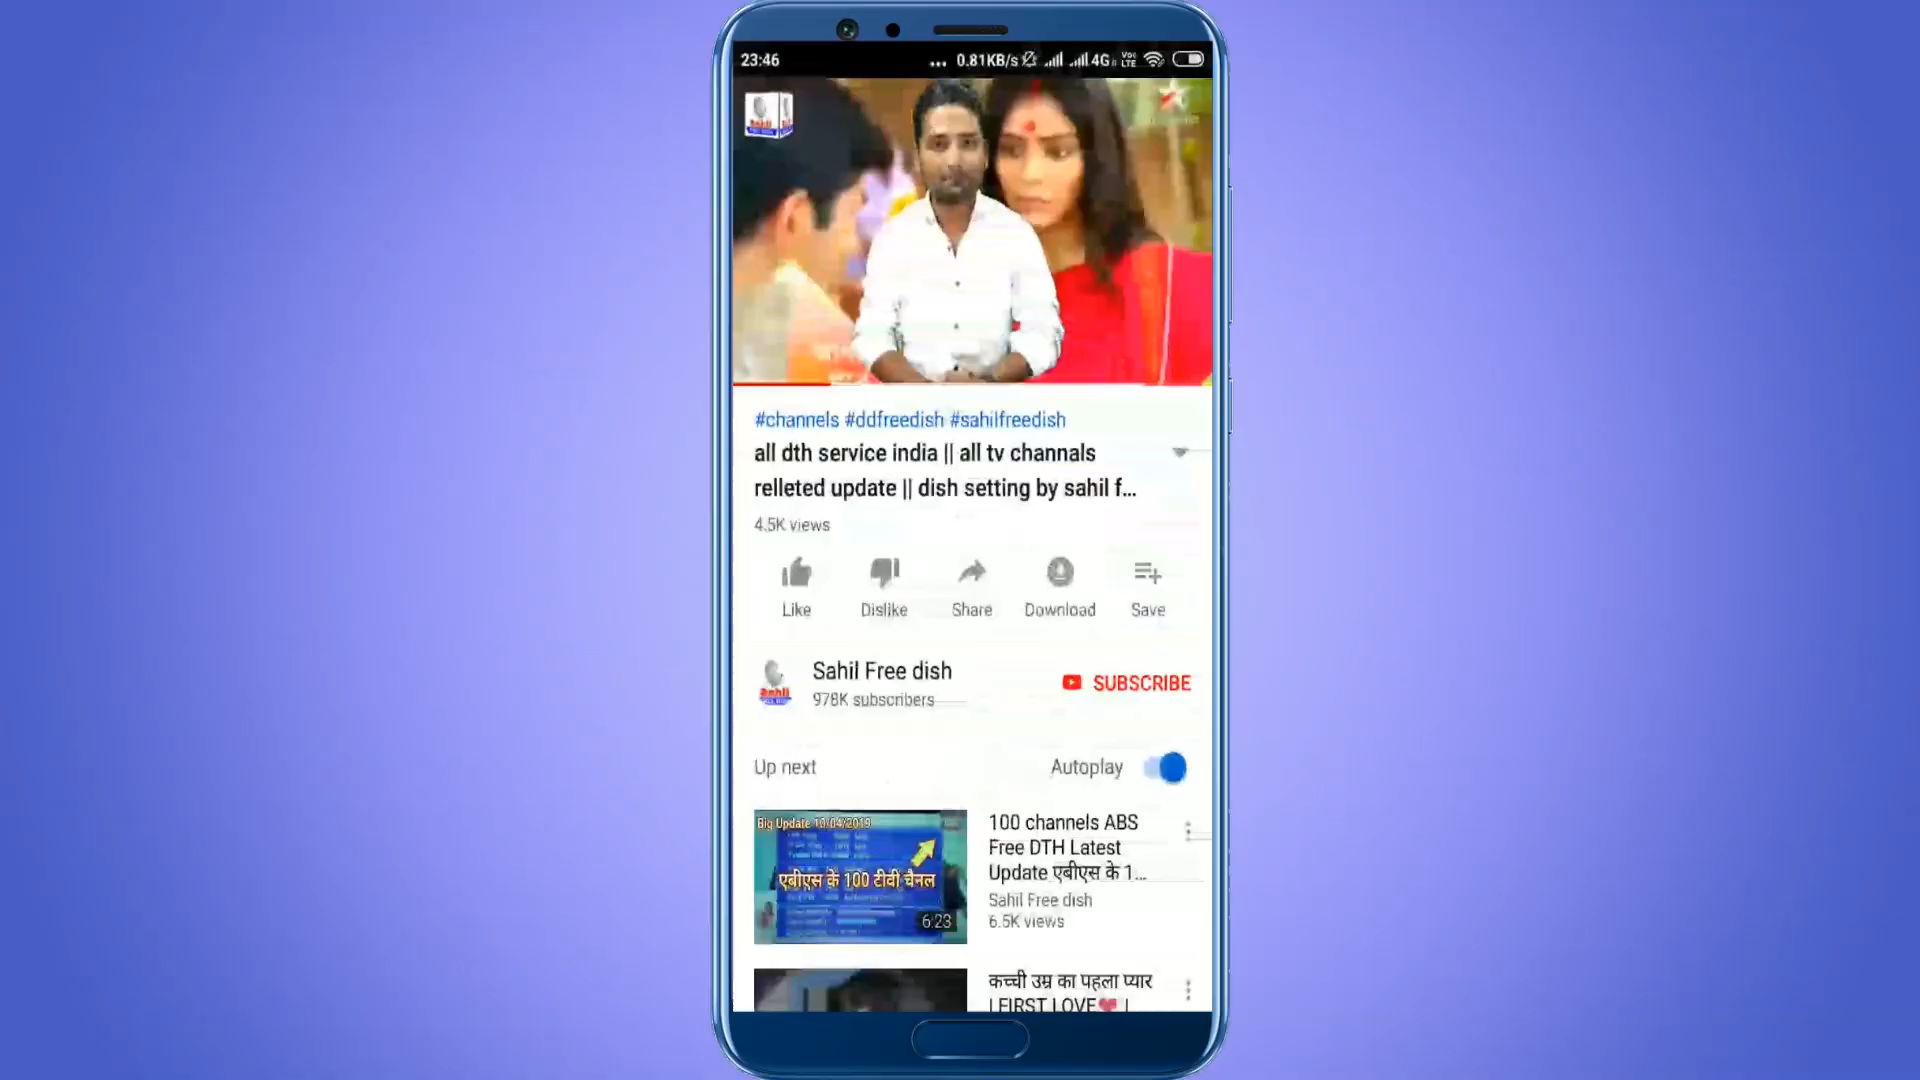 23:46
... 0.81KB/s 4G VoLTE
#channels #ddfreedish #sahilfreedish
all dth service india || all tv channals
relleted update || dish setting by sahil f...
4.5K views
Like Dislike Share Download Save
Sahil Free dish
978K subscribers
SUBSCRIBE
Up next
Autoplay
Big Update 10/04/2019
एबीएस के 100 टीवी चैनल
6:23
100 channels ABS
Free DTH Latest
Update एबीएस के 1...
Sahil Free dish
6.5K views
कच्ची उम्र का पहला प्यार
| FIRST LOVE❤ |